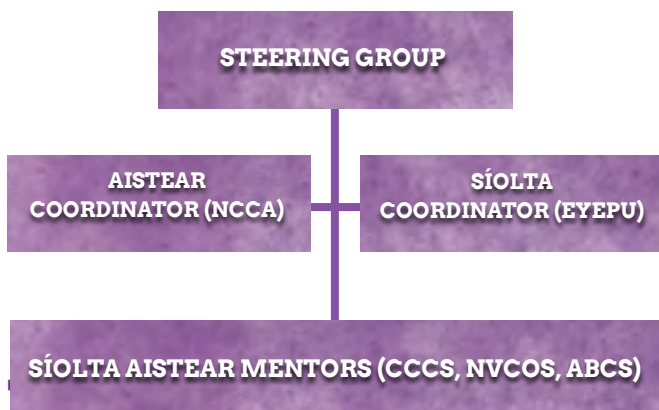 STEERING GROUP
AISTEAR
COORDINATOR (NCCA)
SÍOLTA
COORDINATOR (EYEPU)
SÍOLTA AISTEAR MENTORS (CCCS, NVCOS, ABCS)